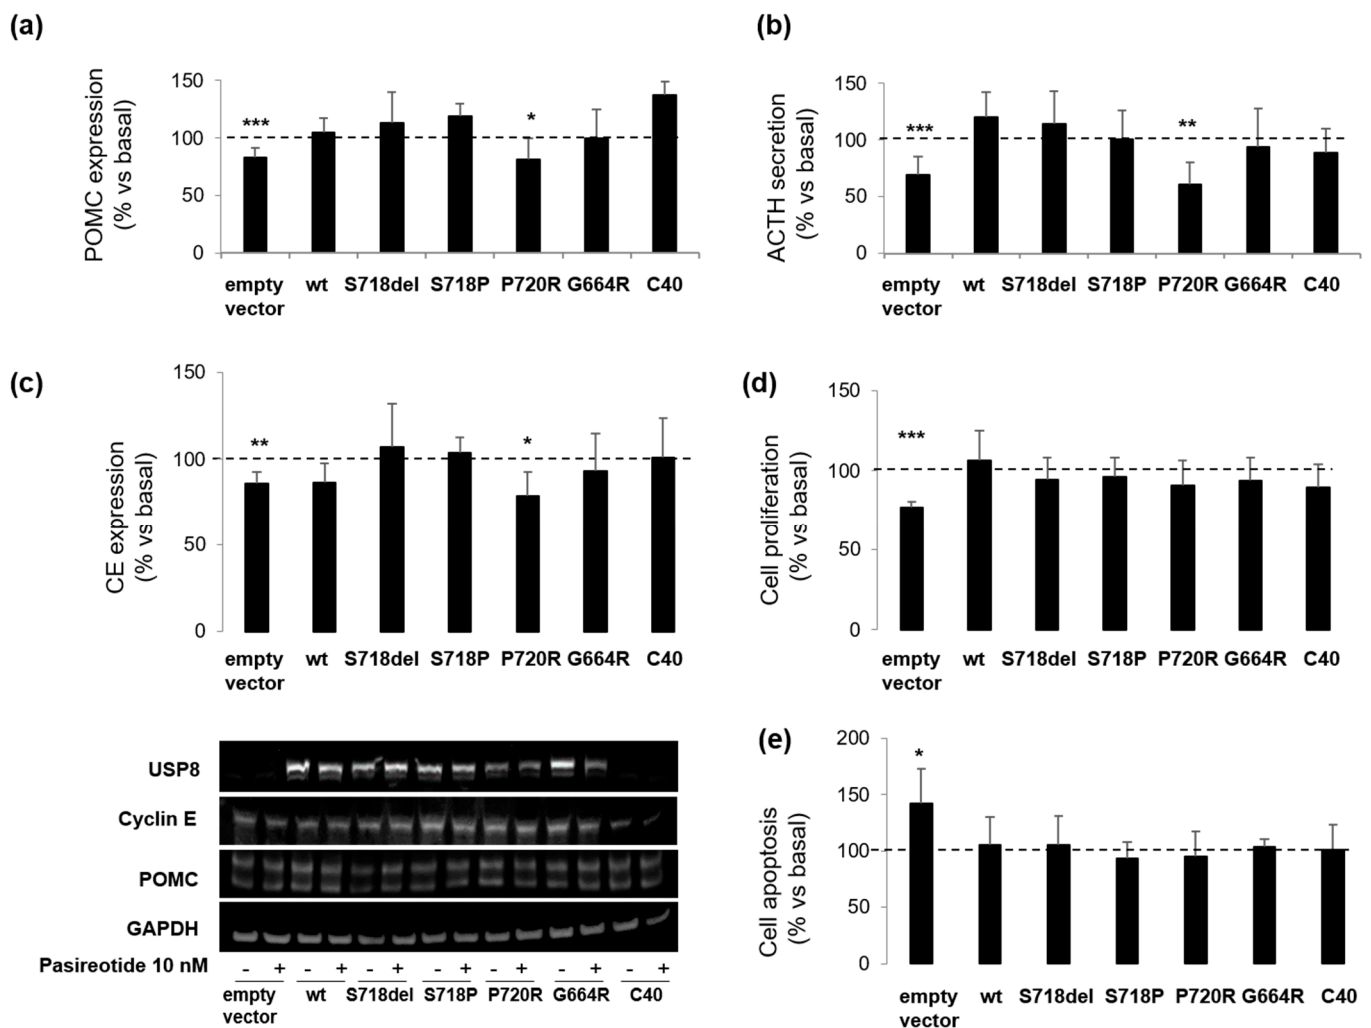 (a)
POMC expression
(% vs basal)
150
100
50
0
***
*
empty vector wt S718del S718P P720R G664R C40
(b)
ACTH secretion
(% vs basal)
150
100
50
0
***
**
empty vector wt S718del S718P P720R G664R C40
(c)
CE expression
(% vs basal)
150
100
50
0
**
*
empty vector wt S718del S718P P720R G664R C40
(d)
Cell proliferation
(% vs basal)
150
100
50
0
***
empty vector wt S718del S718P P720R G664R C40
USP8
Cyclin E
POMC
GAPDH
Pasireotide 10 nM - + - + - + - + - + - + - +
empty vector wt S718del S718P P720R G664R C40
(e)
Cell apoptosis
(% vs basal)
200
150
100
50
0
*
empty vector wt S718del S718P P720R G664R C40